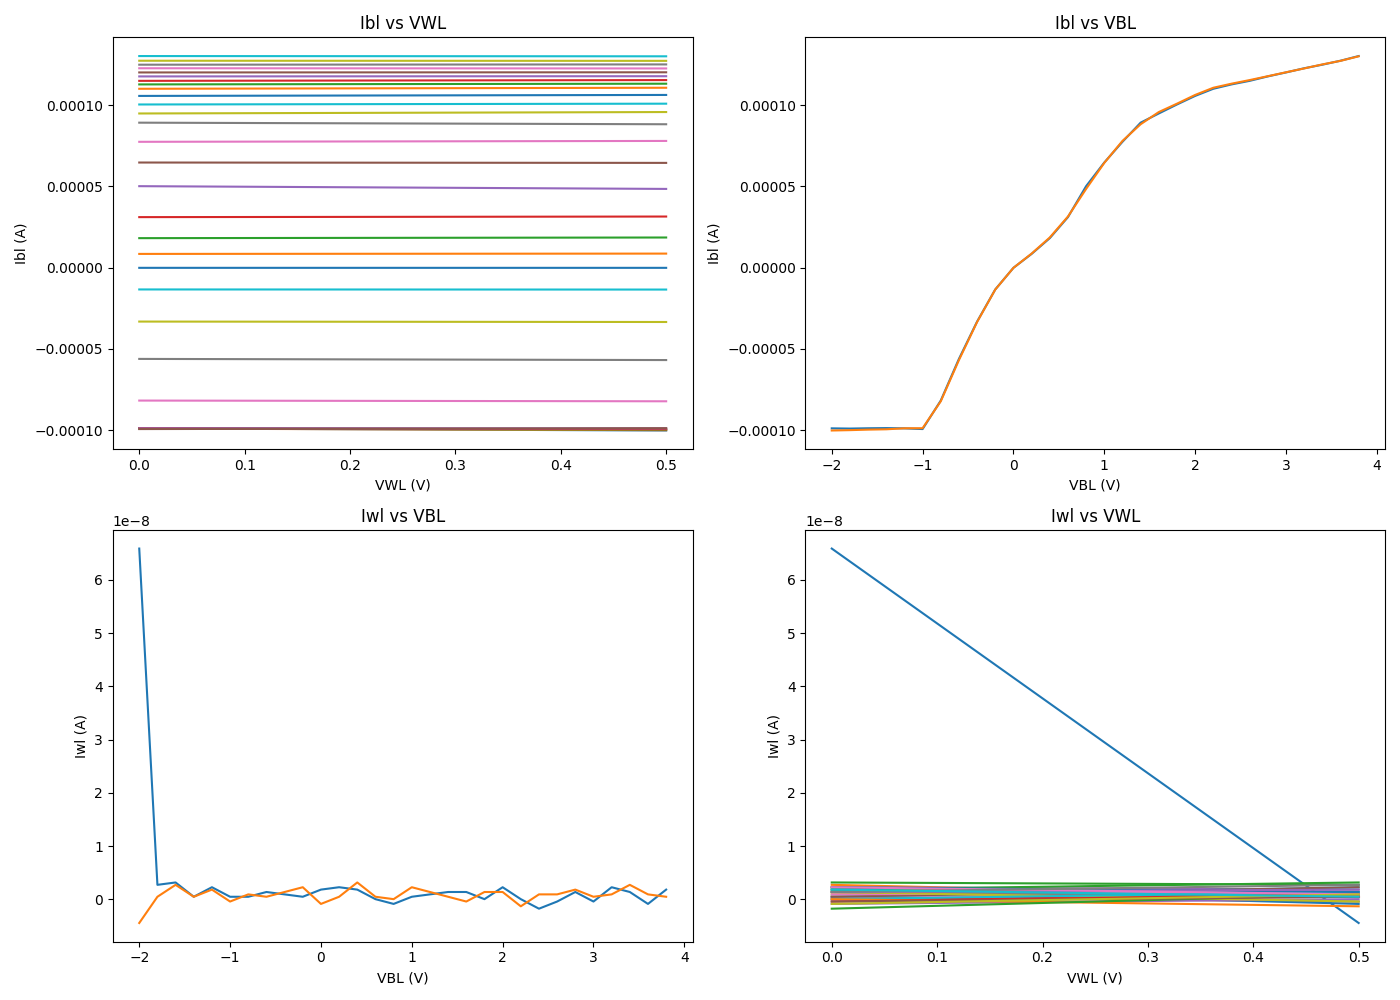 Ibl vs VWL
Ibl (A)
0.00010
0.00005
0.00000
−0.00005
−0.00010
0.0 0.1 0.2 0.3 0.4 0.5
VWL (V)
Ibl vs VBL
Ibl (A)
0.00010
0.00005
0.00000
−0.00005
−0.00010
−2 −1 0 1 2 3 4
VBL (V)
Iwl vs VBL
1e−8
Iwl (A)
6
5
4
3
2
1
0
−2 −1 0 1 2 3 4
VBL (V)
Iwl vs VWL
1e−8
Iwl (A)
6
5
4
3
2
1
0
0.0 0.1 0.2 0.3 0.4 0.5
VWL (V)